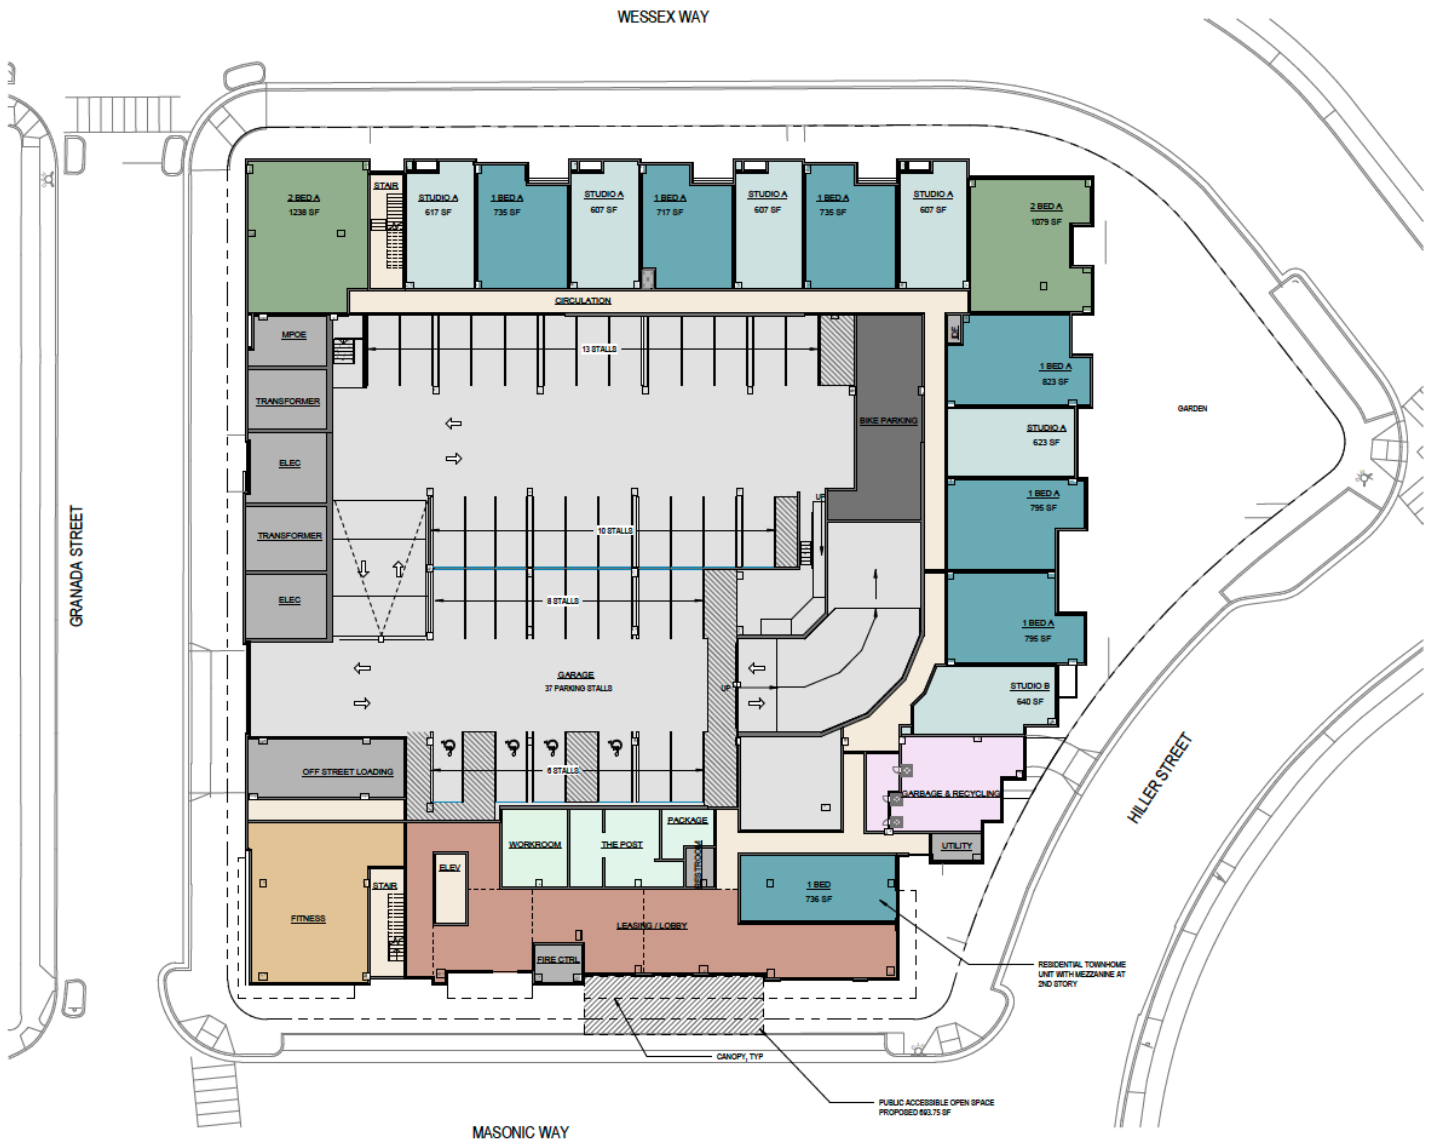 WESSEX WAY
2 BED A
1238 SF
STAIR
STUDIO A
617 SF
1 BED A
735 SF
STUDIO A
607 SF
1 BED A
717 SF
STUDIO A
607 SF
1 BED A
735 SF
STUDIO A
607 SF
2 BED A
1079 SF
CIRCULATION
MPOE
13 STALLS
IDF
1 BED A
823 SF
TRANSFORMER
BIKE PARKING
GARDEN
STUDIO A
623 SF
ELEC
UP
1 BED A
795 SF
TRANSFORMER
10 STALLS
GRANADA STREET
ELEC
8 STALLS
1 BED A
795 SF
GARAGE
37 PARKING STALLS
UP
STUDIO B
640 SF
HILLER STREET
OFF STREET LOADING
6 STALLS
GARBAGE & RECYCLING
PACKAGE
WORKROOM
THE POST
RESTROOM
UTILITY
ELEV
STAIR
1 BED
736 SF
FITNESS
LEASING / LOBBY
FIRE CTRL
RESIDENTIAL TOWNHOME
UNIT WITH MEZZANINE AT
2ND STORY
CANOPY, TYP
PUBLIC ACCESSIBLE OPEN SPACE
PROPOSED 693.75 SF
MASONIC WAY